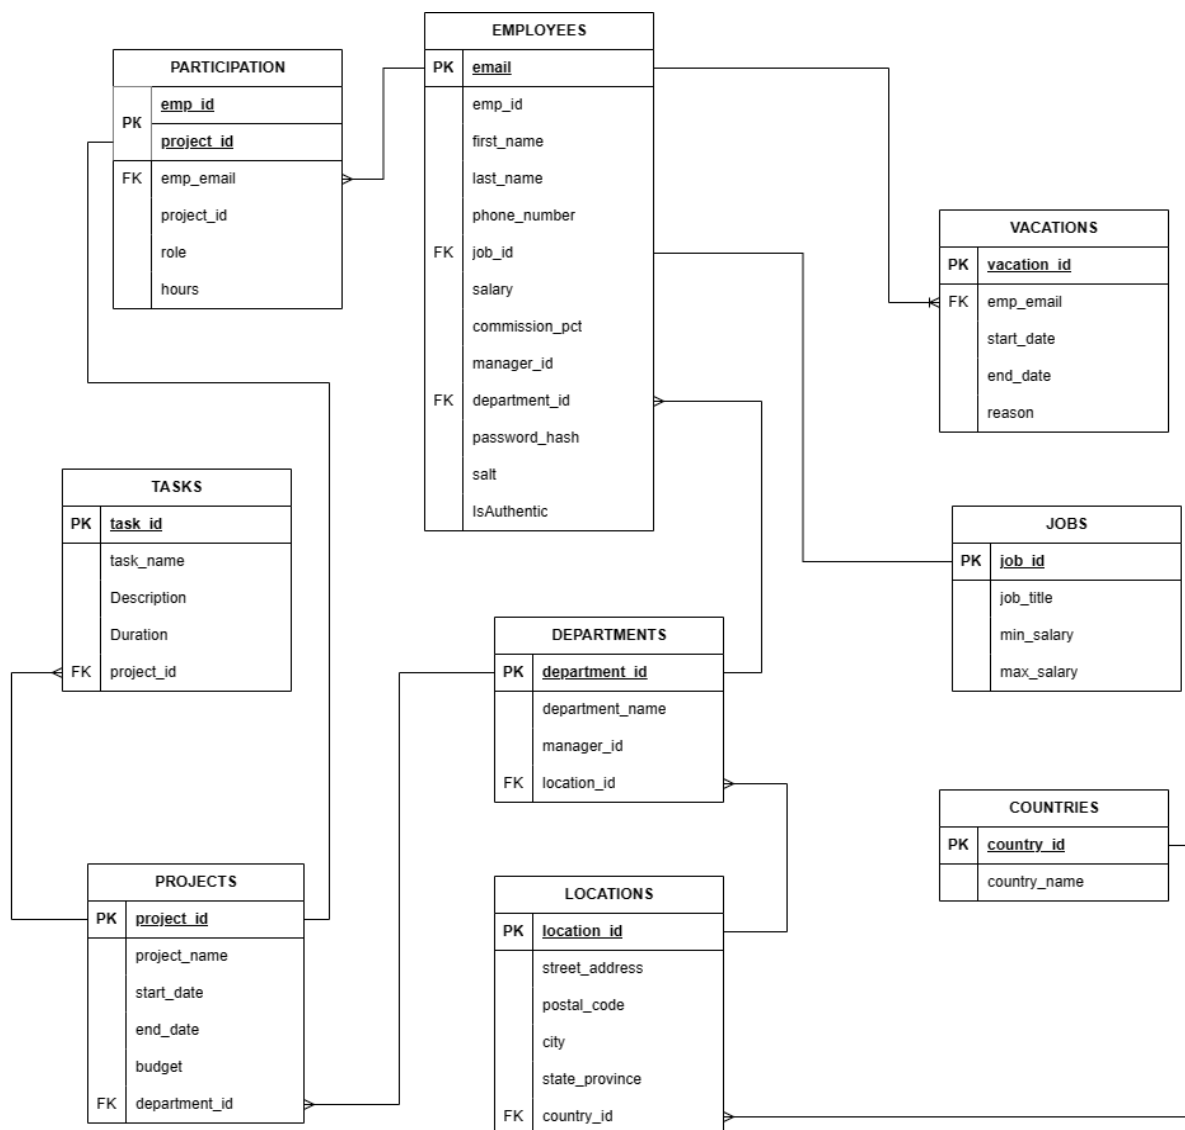 EMPLOYEES
PK email
emp_id
first_name
last_name
phone_number
FK job_id
salary
commission_pct
manager_id
FK department_id
password_hash
salt
IsAuthentic
PARTICIPATION
PK
emp_id
project_id
FK emp_email
project_id
role
hours
VACATIONS
PK vacation_id
FK emp_email
start_date
end_date
reason
TASKS
PK task_id
task_name
Description
Duration
FK project_id
JOBS
PK job_id
job_title
min_salary
max_salary
DEPARTMENTS
PK department_id
department_name
manager_id
FK location_id
COUNTRIES
PK country_id
country_name
PROJECTS
PK project_id
project_name
start_date
end_date
budget
FK department_id
LOCATIONS
PK location_id
street_address
postal_code
city
state_province
FK country_id